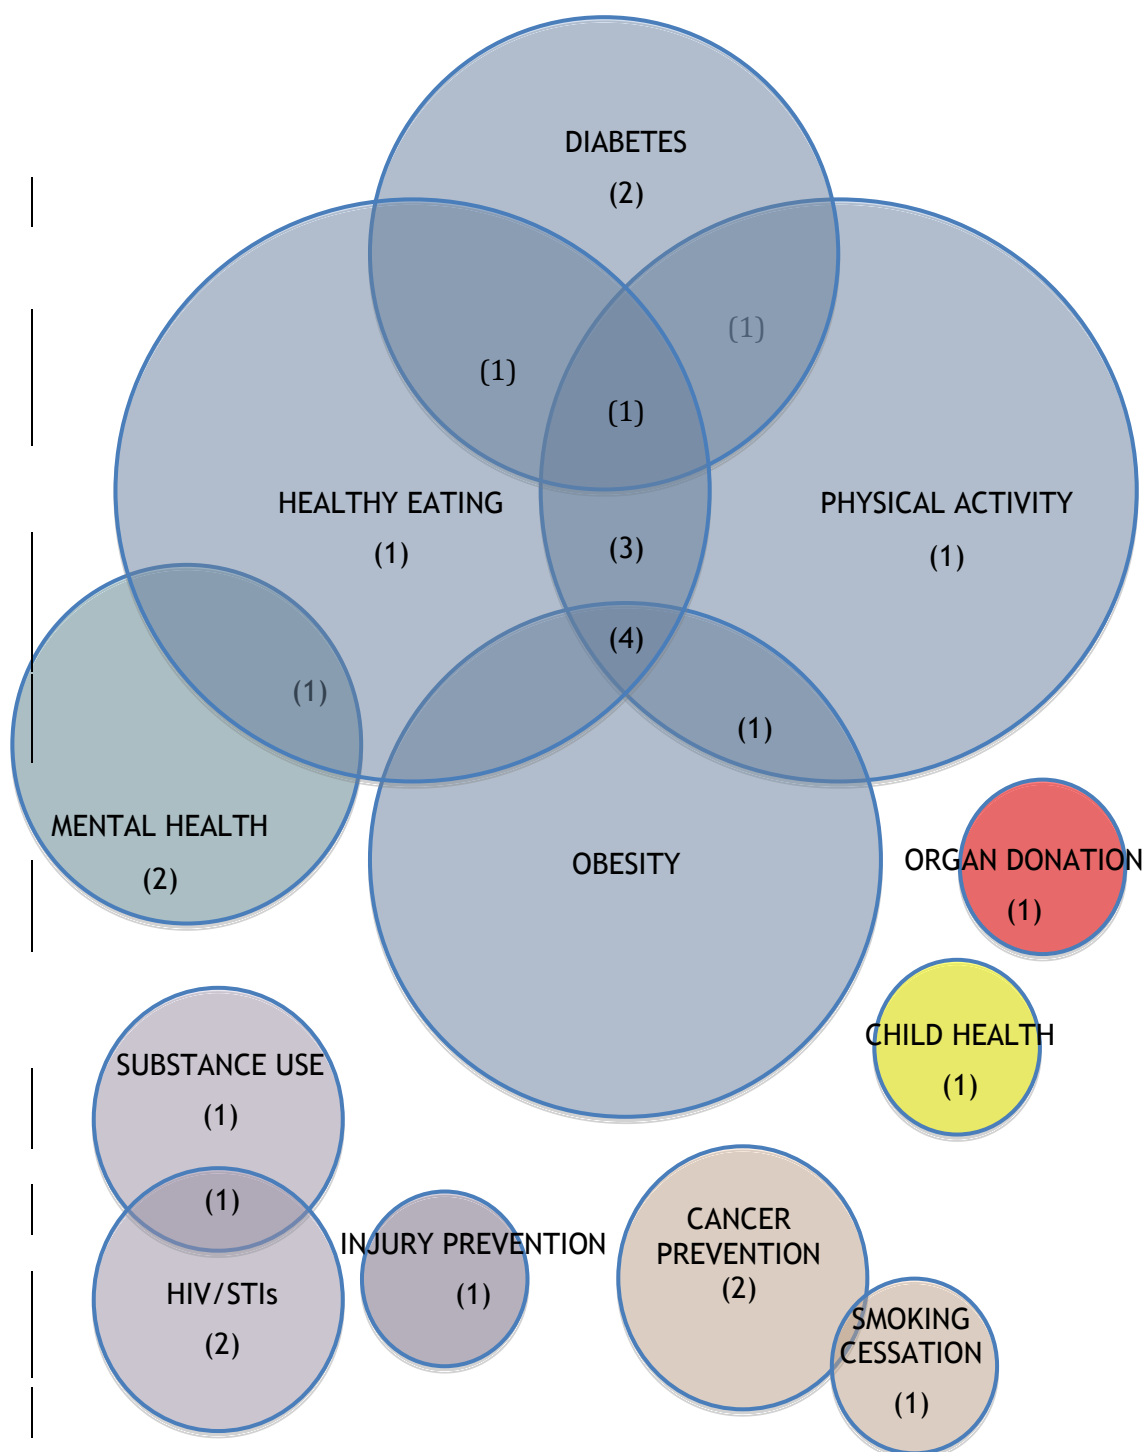 DIABETES
(2)
(1)
(1)
(1)
HEALTHY EATING
(1)
PHYSICAL ACTIVITY
(1)
(3)
(4)
(1)
(1)
MENTAL HEALTH
(2)
OBESITY
ORGAN DONATION
(1)
CHILD HEALTH
(1)
SUBSTANCE USE
(1)
(1)
HIV/STIs
(2)
INJURY PREVENTION
(1)
CANCER
PREVENTION
(2)
SMOKING
CESSATION
(1)